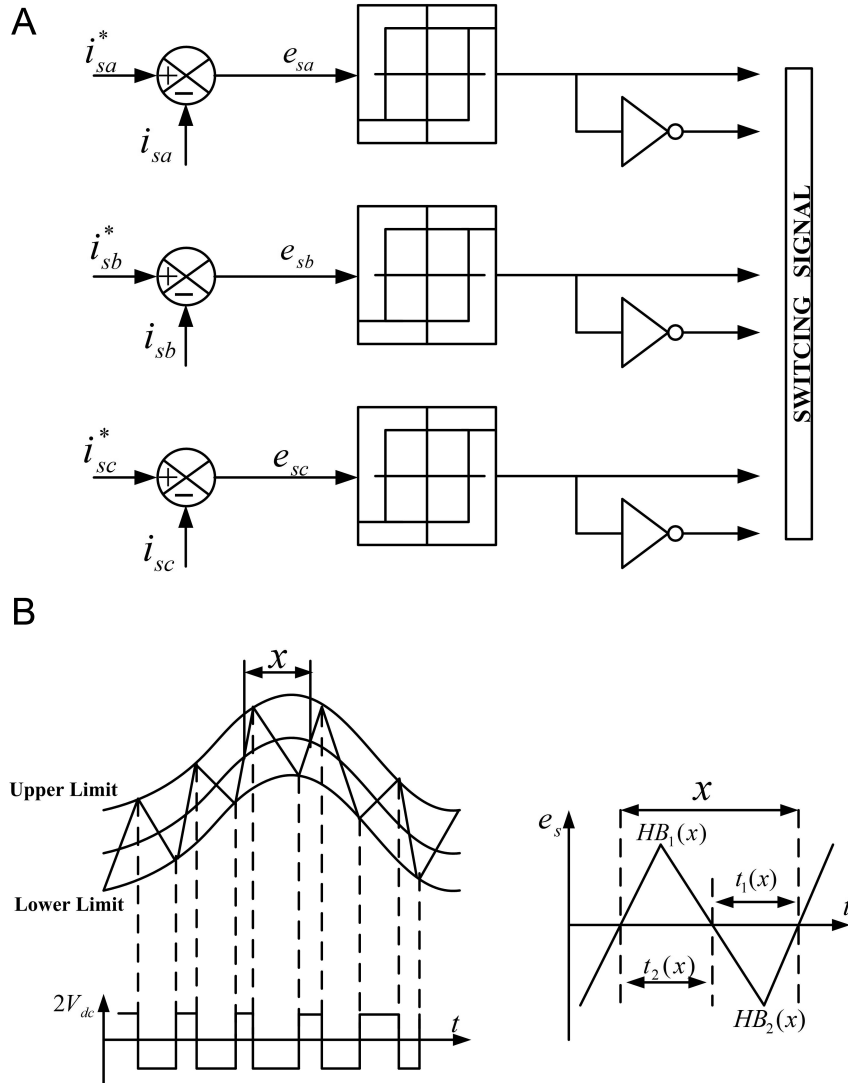 A
i*sa
+
−
isa
esa
i*sb
+
−
isb
esb
i*sc
+
−
isc
esc
SWITCING SIGNAL
B
x
Upper Limit
Lower Limit
2Vdc
t
x
es
HB1(x)
t1(x)
t
t2(x)
HB2(x)